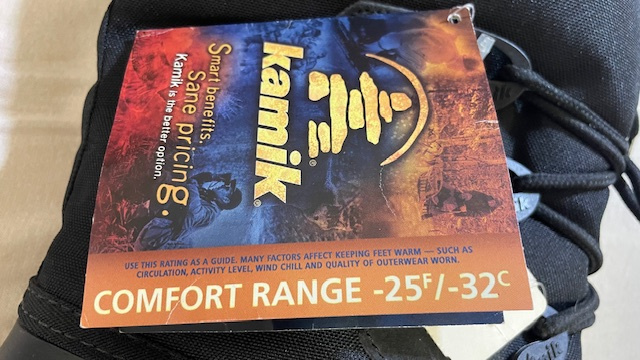 kamik®
Smart benefits.
Sane pricing.
Kamik is the better option.
USE THIS RATING AS A GUIDE. MANY FACTORS AFFECT KEEPING FEET WARM — SUCH AS
CIRCULATION, ACTIVITY LEVEL, WIND CHILL AND QUALITY OF OUTERWEAR WORN.
COMFORT RANGE -25F/-32C